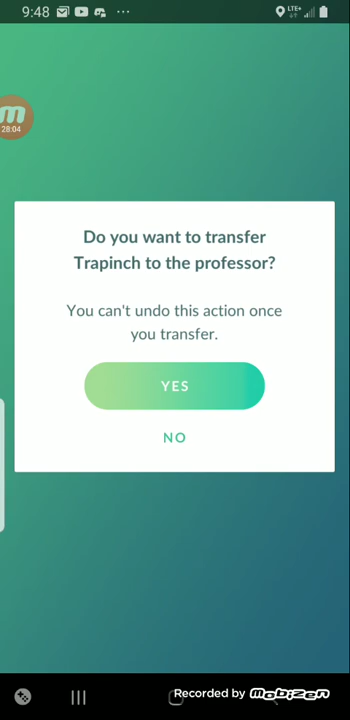 9:48
LTE+
m
28:04
Do you want to transfer
Trapinch to the professor?
You can't undo this action once
you transfer.
YES
NO
Recorded by mobizen